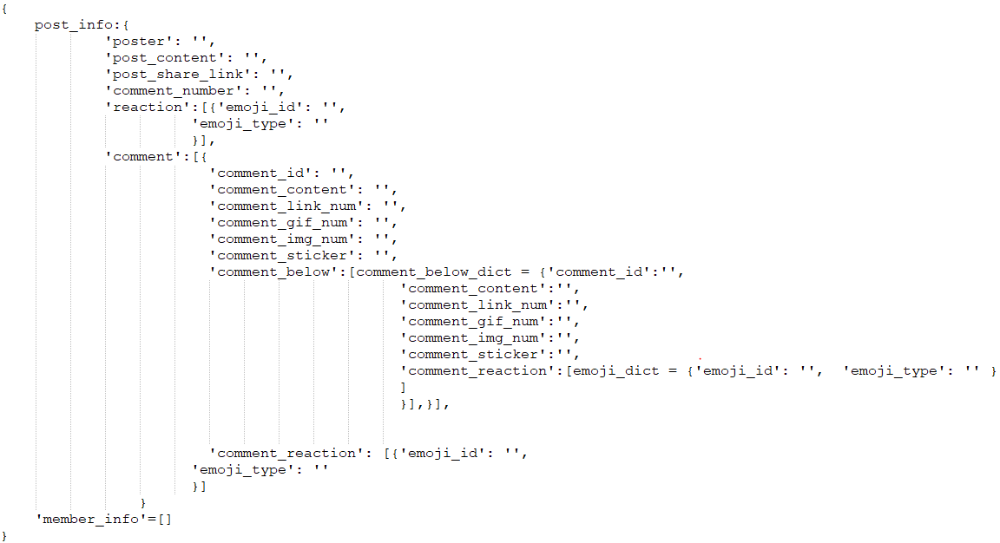 {
post_info:{
'poster': '',
'post_content': '',
'post_share_link': '',
'comment_number': '',
'reaction':[{'emoji_id': '',
'emoji_type': ''
}],
'comment':[{
'comment_id': '',
'comment_content': '',
'comment_link_num': '',
'comment_gif_num': '',
'comment_img_num': '',
'comment_sticker': '',
'comment_below':[comment_below_dict = {'comment_id':'',
'comment_content':'',
'comment_link_num':'',
'comment_gif_num':'',
'comment_img_num':'',
'comment_sticker':'',
'comment_reaction':[emoji_dict = {'emoji_id': '',  'emoji_type': '' }
]
}],}],
'comment_reaction': [{'emoji_id': '',
'emoji_type': ''
}]
}
'member_info'=[]
}